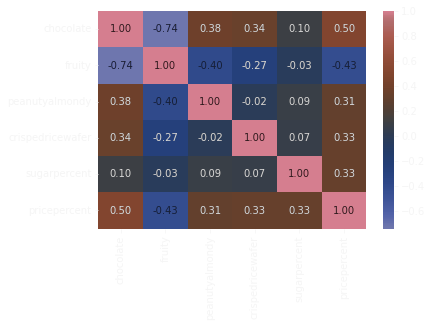 chocolate 1.00 -0.74 0.38 0.34 0.10 0.50
fruity -0.74 1.00 -0.40 -0.27 -0.03 -0.43
peanutyalmondy 0.38 -0.40 1.00 -0.02 0.09 0.31
crispedricewafer 0.34 -0.27 -0.02 1.00 0.07 0.33
sugarpercent 0.10 -0.03 0.09 0.07 1.00 0.33
pricepercent 0.50 -0.43 0.31 0.33 0.33 1.00
chocolate fruity peanutyalmondy crispedricewafer sugarpercent pricepercent
1.0
0.8
0.6
0.4
0.2
0.0
−0.2
−0.4
−0.6